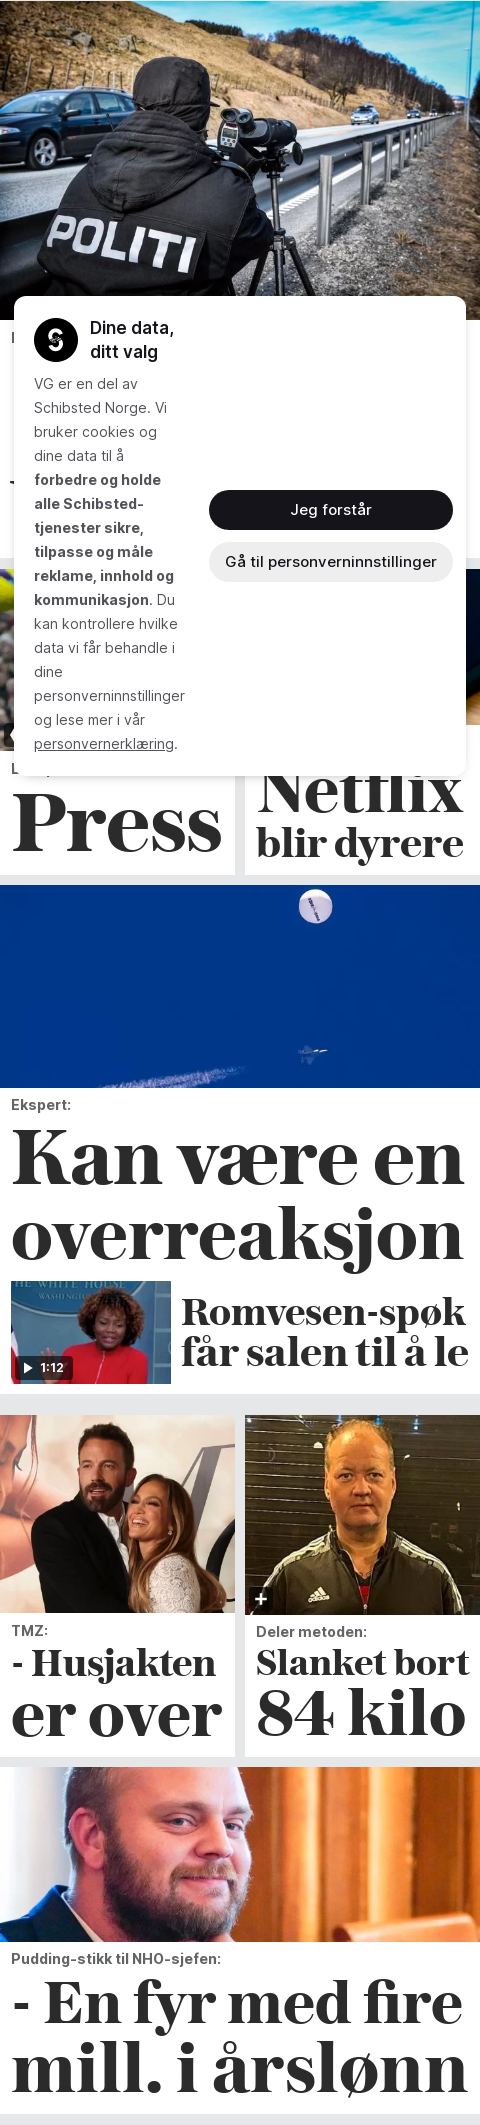 POLITI
Dine data,
ditt valg
VG er en del av
Schibsted Norge. Vi
bruker cookies og
dine data til å
forbedre og holde
alle Schibsted-
tjenester sikre,
tilpasse og måle
reklame, innhold og
kommunikasjon. Du
kan kontrollere hvilke
data vi får behandle i
dine
personverninnstillinger
og lese mer i vår
personvernerklæring.
Jeg forstår
Gå til personverninnstillinger
Press
Netflix
blir dyrere
Ekspert:
Kan være en
overreaksjon
THE WHITE HOUSE
WASHINGTON
1:12
Romvesen-spøk
får salen til å le
TMZ:
- Husjakten
er over
adidas
Deler metoden:
Slanket bort
84 kilo
Pudding-stikk til NHO-sjefen:
- En fyr med fire
mill. i årslønn